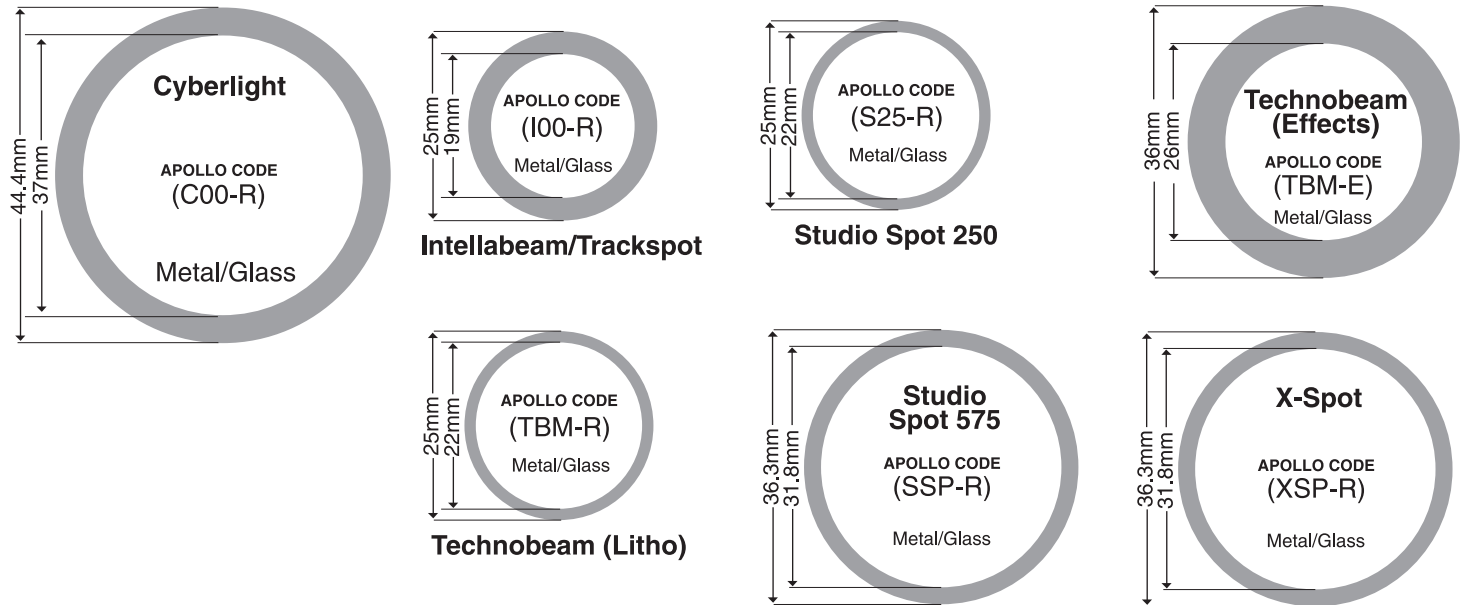 44.4mm
37mm
Cyberlight
APOLLO CODE
(C00-R)
Metal/Glass
25mm
19mm
APOLLO CODE
(I00-R)
Metal/Glass
Intellabeam/Trackspot
25mm
22mm
APOLLO CODE
(S25-R)
Metal/Glass
Studio Spot 250
36mm
26mm
Technobeam
(Effects)
APOLLO CODE
(TBM-E)
Metal/Glass
25mm
22mm
APOLLO CODE
(TBM-R)
Metal/Glass
Technobeam (Litho)
36.3mm
31.8mm
Studio
Spot 575
APOLLO CODE
(SSP-R)
Metal/Glass
36.3mm
31.8mm
X-Spot
APOLLO CODE
(XSP-R)
Metal/Glass